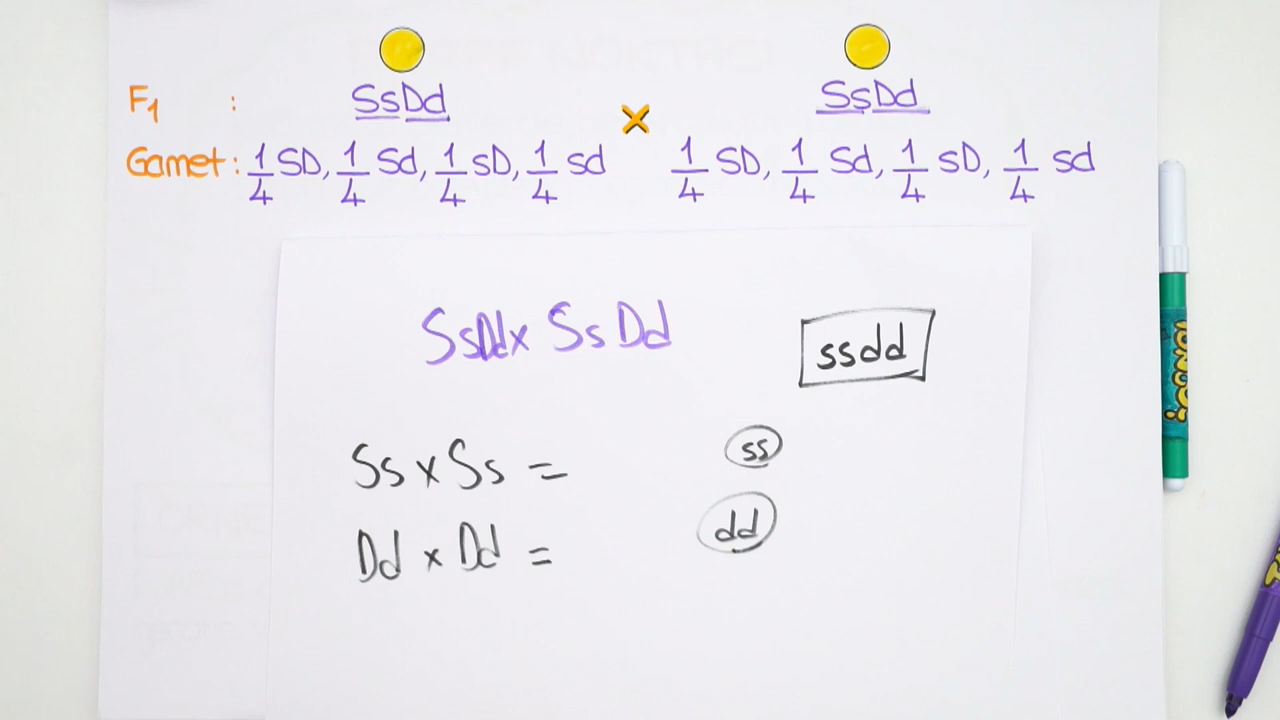 F₁ : SsDd × SsDd
Gamet: 1/4 SD, 1/4 Sd, 1/4 sD, 1/4 sd 1/4 SD, 1/4 Sd, 1/4 sD, 1/4 sd
SsDd x SsDd
ssdd
Ss x Ss = ss
Dd x Dd = dd